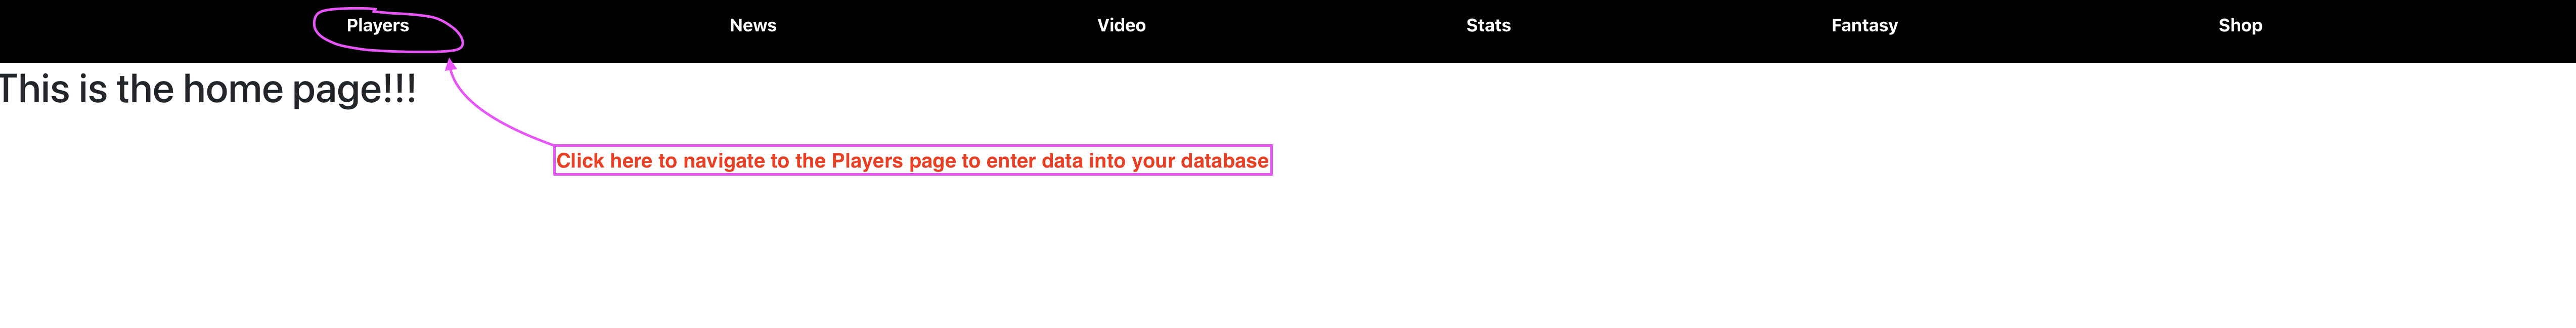 Players News Video Stats Fantasy Shop
This is the home page!!!
Click here to navigate to the Players page to enter data into your database